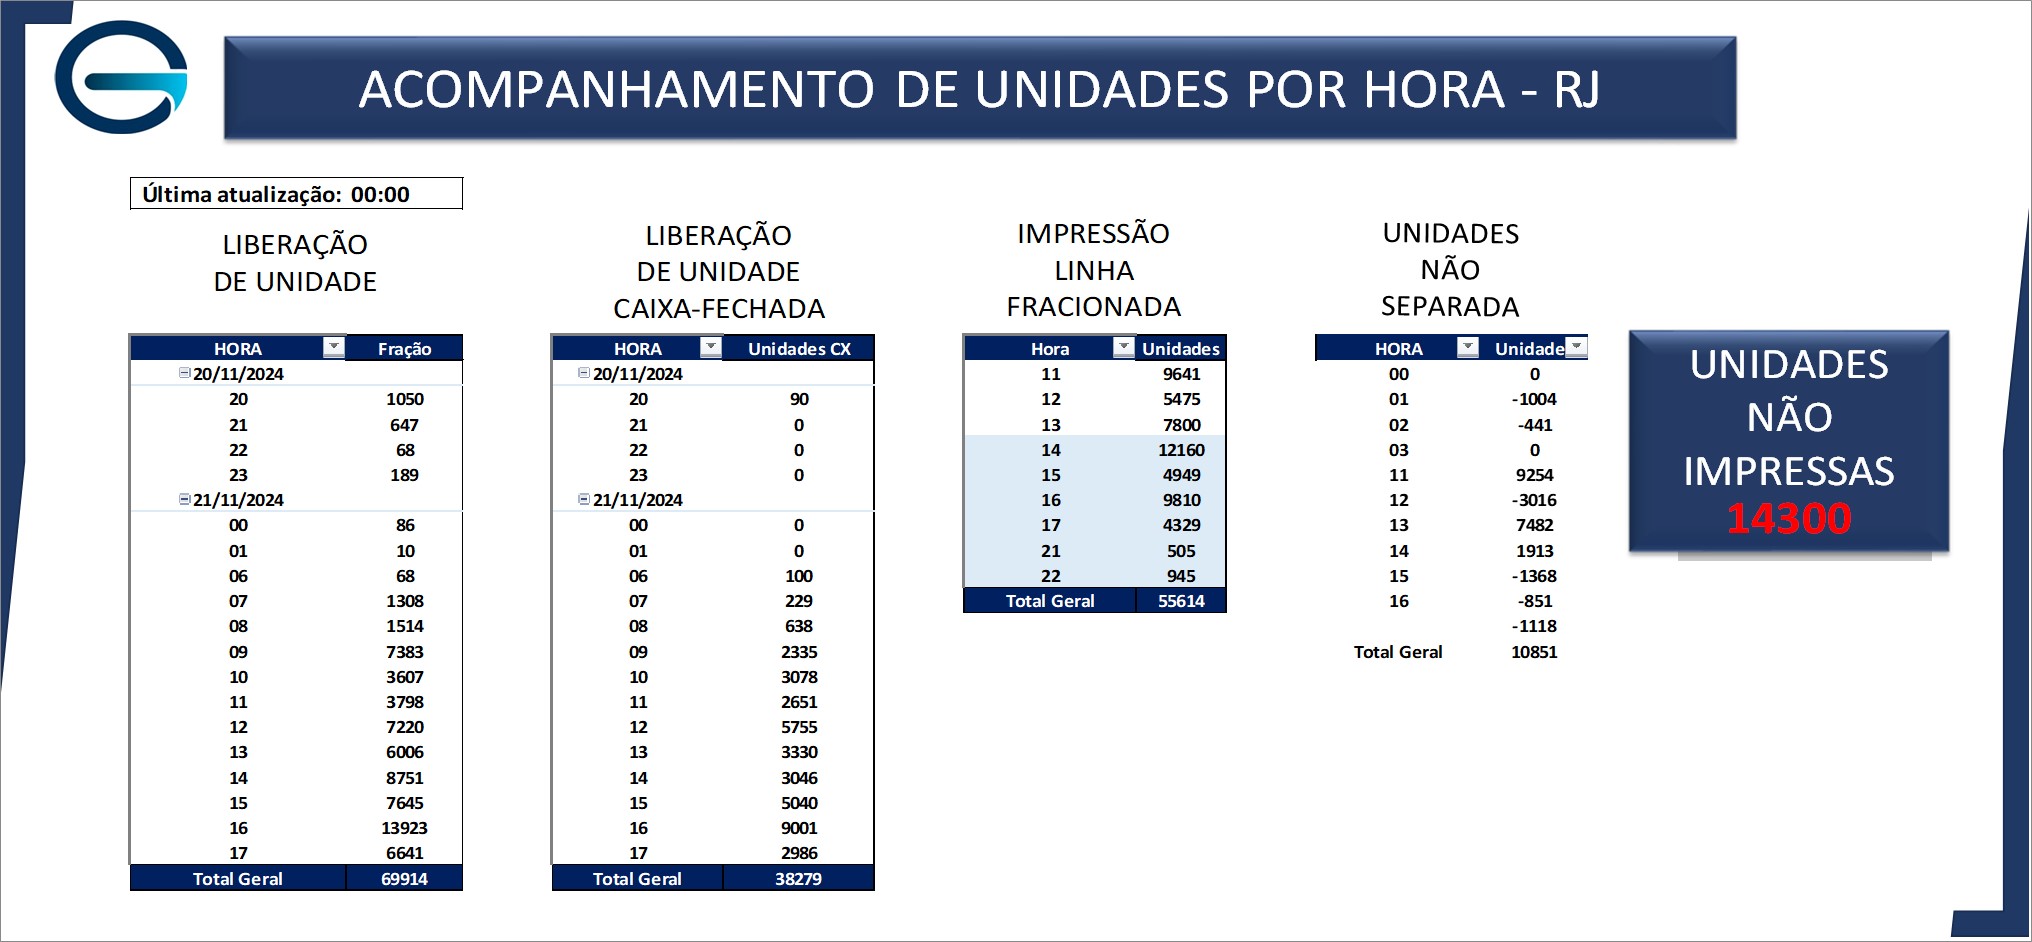 ACOMPANHAMENTO DE UNIDADES POR HORA - RJ
Última atualização: 00:00
LIBERAÇÃO
DE UNIDADE
HORA Fração
20/11/2024
20 1050
21 647
22 68
23 189
21/11/2024
00 86
01 10
06 68
07 1308
08 1514
09 7383
10 3607
11 3798
12 7220
13 6006
14 8751
15 7645
16 13923
17 6641
Total Geral 69914
LIBERAÇÃO
DE UNIDADE
CAIXA-FECHADA
HORA Unidades CX
20/11/2024
20 90
21 0
22 0
23 0
21/11/2024
00 0
01 0
06 100
07 229
08 638
09 2335
10 3078
11 2651
12 5755
13 3330
14 3046
15 5040
16 9001
17 2986
Total Geral 38279
IMPRESSÃO
LINHA
FRACIONADA
Hora Unidades
11 9641
12 5475
13 7800
14 12160
15 4949
16 9810
17 4329
21 505
22 945
Total Geral 55614
UNIDADES
NÃO
SEPARADA
HORA Unidade
00 0
01 -1004
02 -441
03 0
11 9254
12 -3016
13 7482
14 1913
15 -1368
16 -851
-1118
Total Geral 10851
UNIDADES
NÃO
IMPRESSAS
14300